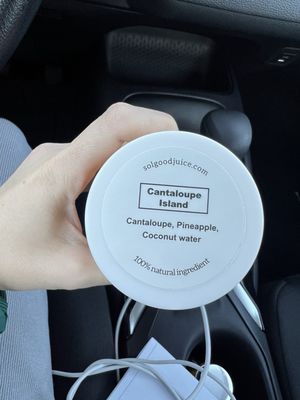 solgoodjuice.com
Cantaloupe
Island
Cantaloupe, Pineapple,
Coconut water
100% natural ingredient